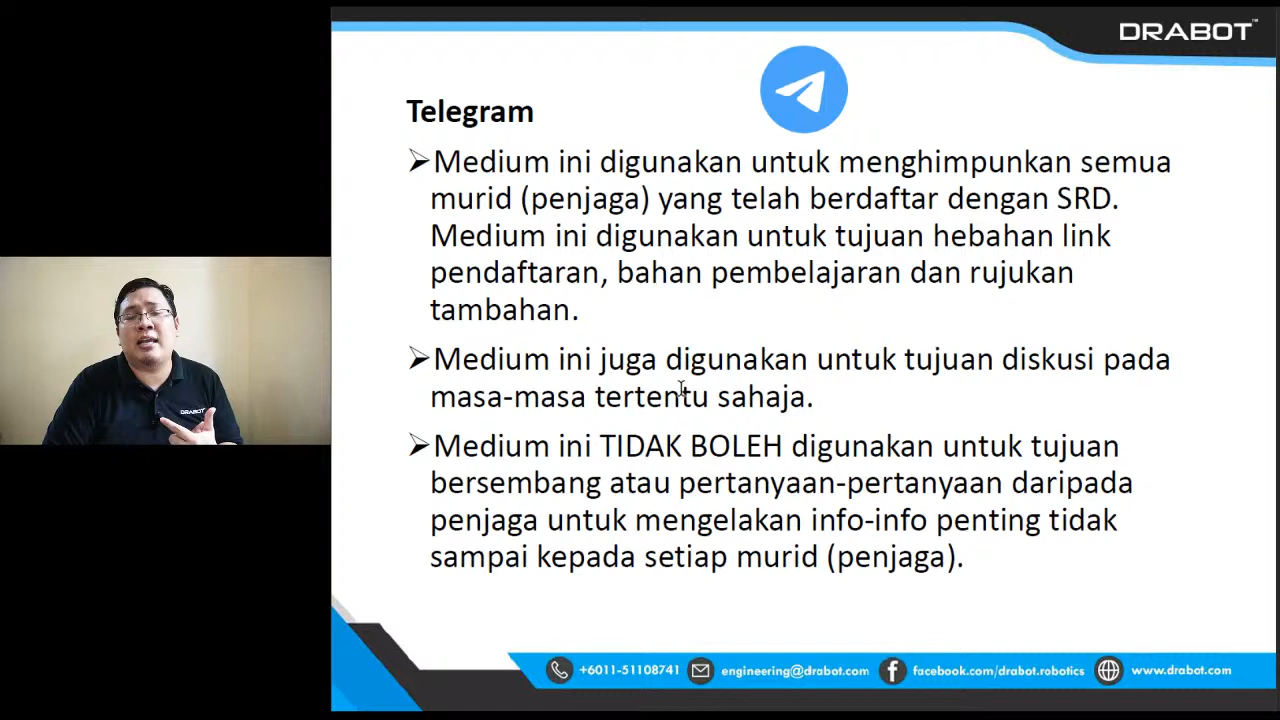 DRABOT™
Telegram
➢Medium ini digunakan untuk menghimpunkan semua
murid (penjaga) yang telah berdaftar dengan SRD.
Medium ini digunakan untuk tujuan hebahan link
pendaftaran, bahan pembelajaran dan rujukan
tambahan.
➢Medium ini juga digunakan untuk tujuan diskusi pada
masa-masa tertentu sahaja.
➢Medium ini TIDAK BOLEH digunakan untuk tujuan
bersembang atau pertanyaan-pertanyaan daripada
penjaga untuk mengelakan info-info penting tidak
sampai kepada setiap murid (penjaga).
DRABOT
+6011-51108741 engineering@drabot.com facebook.com/drabot.robotics www.drabot.com